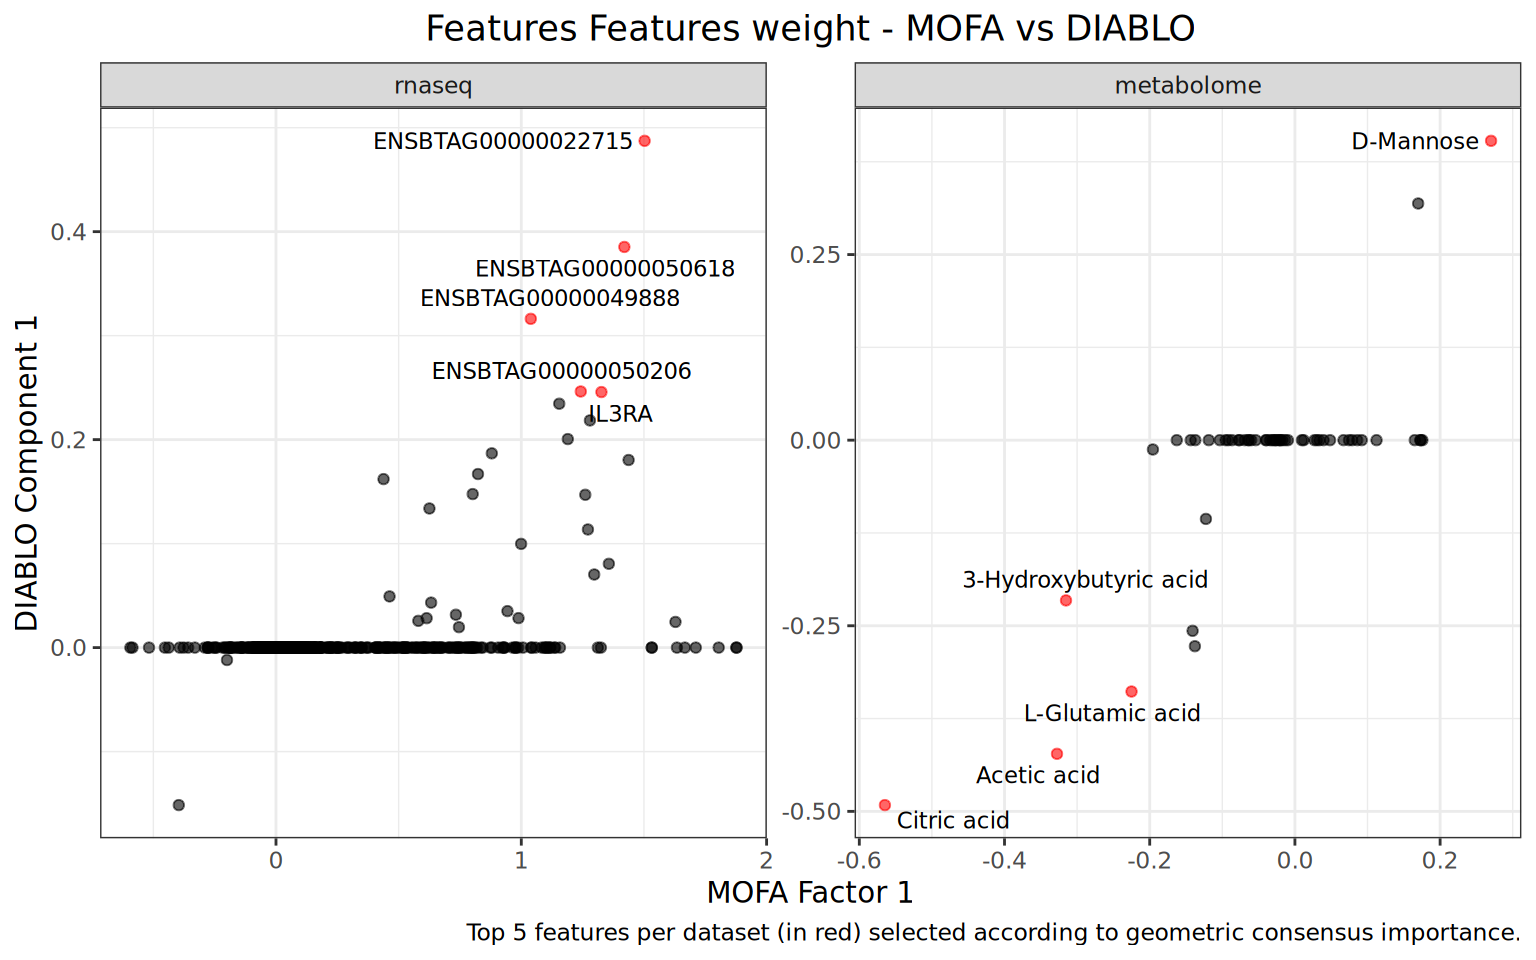 Features Features weight - MOFA vs DIABLO
rnaseq
metabolome
DIABLO Component 1
0.4
0.2
0.0
ENSBTAG00000022715
ENSBTAG00000050618
ENSBTAG00000049888
ENSBTAG00000050206
IL3RA
0
1
2
0.25
0.00
-0.25
-0.50
D-Mannose
3-Hydroxybutyric acid
L-Glutamic acid
Acetic acid
Citric acid
-0.6
-0.4
-0.2
0.0
0.2
MOFA Factor 1
Top 5 features per dataset (in red) selected according to geometric consensus importance.